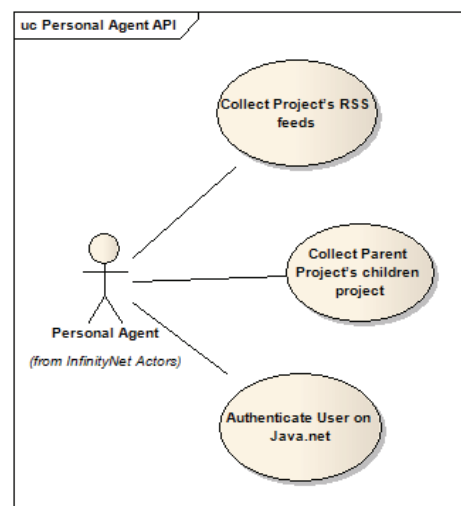 uc Personal Agent API
Collect Project's RSS
feeds
Collect Parent
Project's children
project
Personal Agent
(from InfinityNet Actors)
Authenticate User on
Java.net